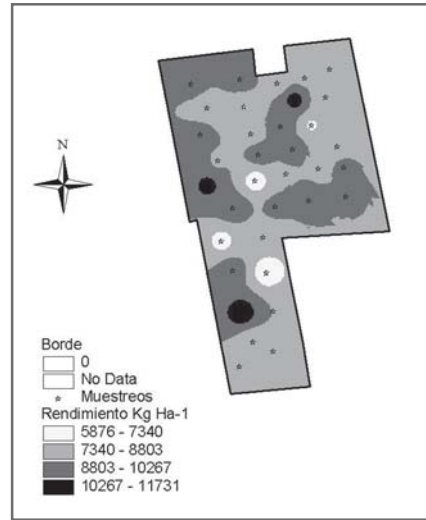 N
Borde
0
No Data
Muestreos
Rendimiento Kg Ha-1
5876 - 7340
7340 - 8803
8803 - 10267
10267 - 11731